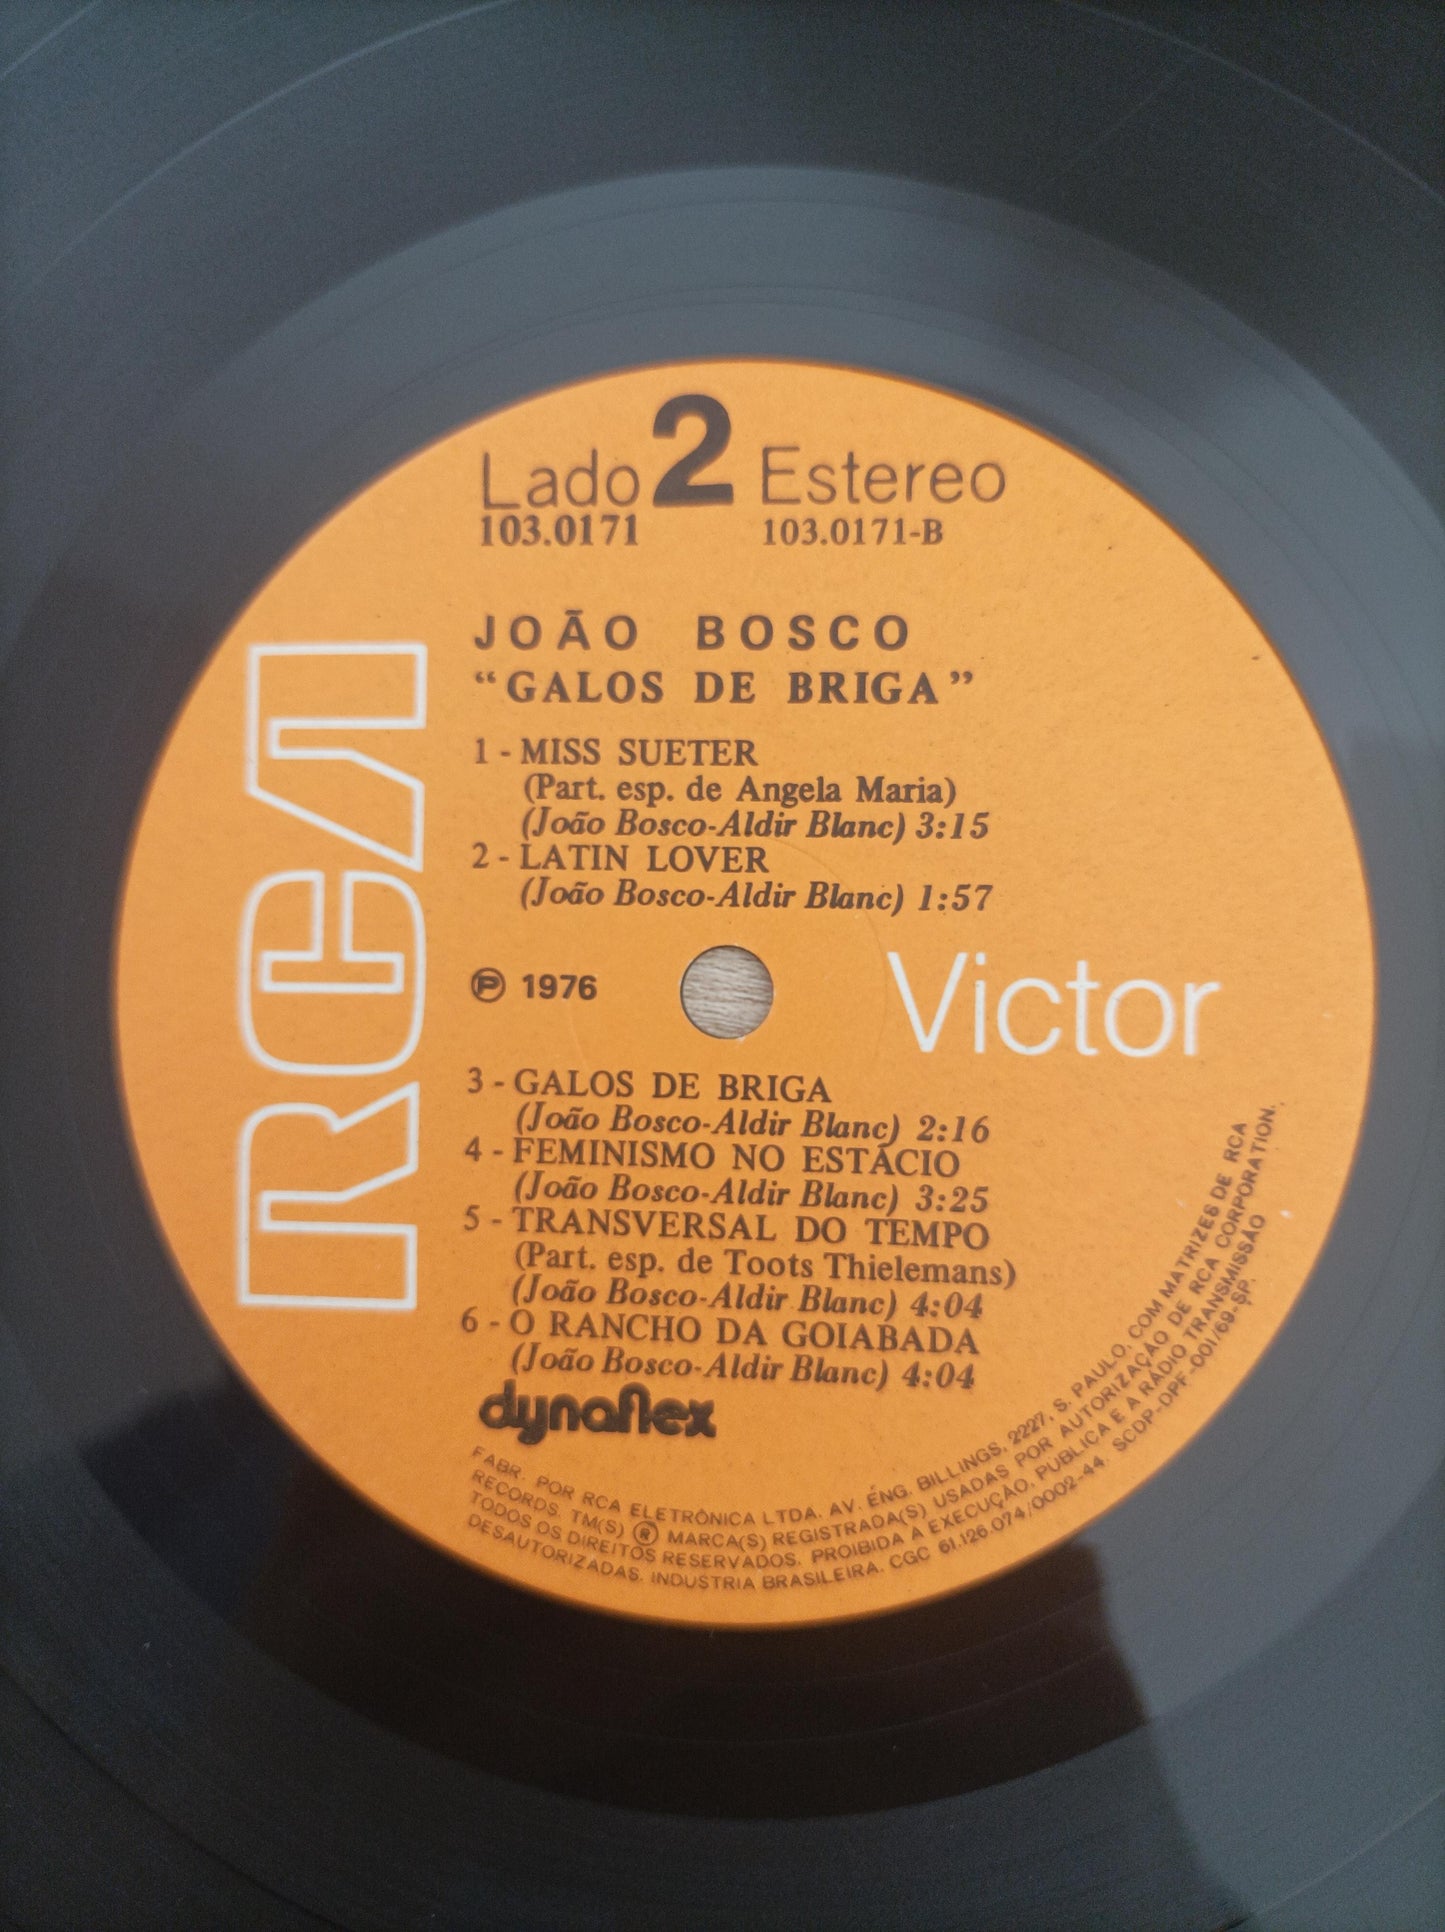 Lado 2 Estereo
103.0171 103.0171-B
JOÃO BOSCO
“GALOS DE BRIGA”
1 - MISS SUETER
(Part. esp. de Angela Maria)
(João Bosco-Aldir Blanc) 3:15
2 - LATIN LOVER
(João Bosco-Aldir Blanc) 1:57
RCA
℗ 1976
Victor
3 - GALOS DE BRIGA
(João Bosco-Aldir Blanc) 2:16
4 - FEMINISMO NO ESTÁCIO
(João Bosco-Aldir Blanc) 3:25
5 - TRANSVERSAL DO TEMPO
(Part. esp. de Toots Thielemans)
(João Bosco-Aldir Blanc) 4:04
6 - O RANCHO DA GOIABADA
(João Bosco-Aldir Blanc) 4:04
dynaflex
FABR. POR RCA ELETRÔNICA LTDA. AV. ENG. BILLINGS, 2227, S. PAULO, COM MATRIZES DE RCA
RECORDS. TM(S) ® MARCA(S) REGISTRADA(S) USADAS POR AUTORIZAÇÃO DE RCA CORPORATION.
TODOS OS DIREITOS RESERVADOS. PROIBIDA A EXECUÇÃO, PÚBLICA E A RÁDIO TRANSMISSÃO
DESAUTORIZADAS. INDUSTRIA BRASILEIRA. CGC 61.126.074/0002-44. SCDP-DPF-001/69-SP.